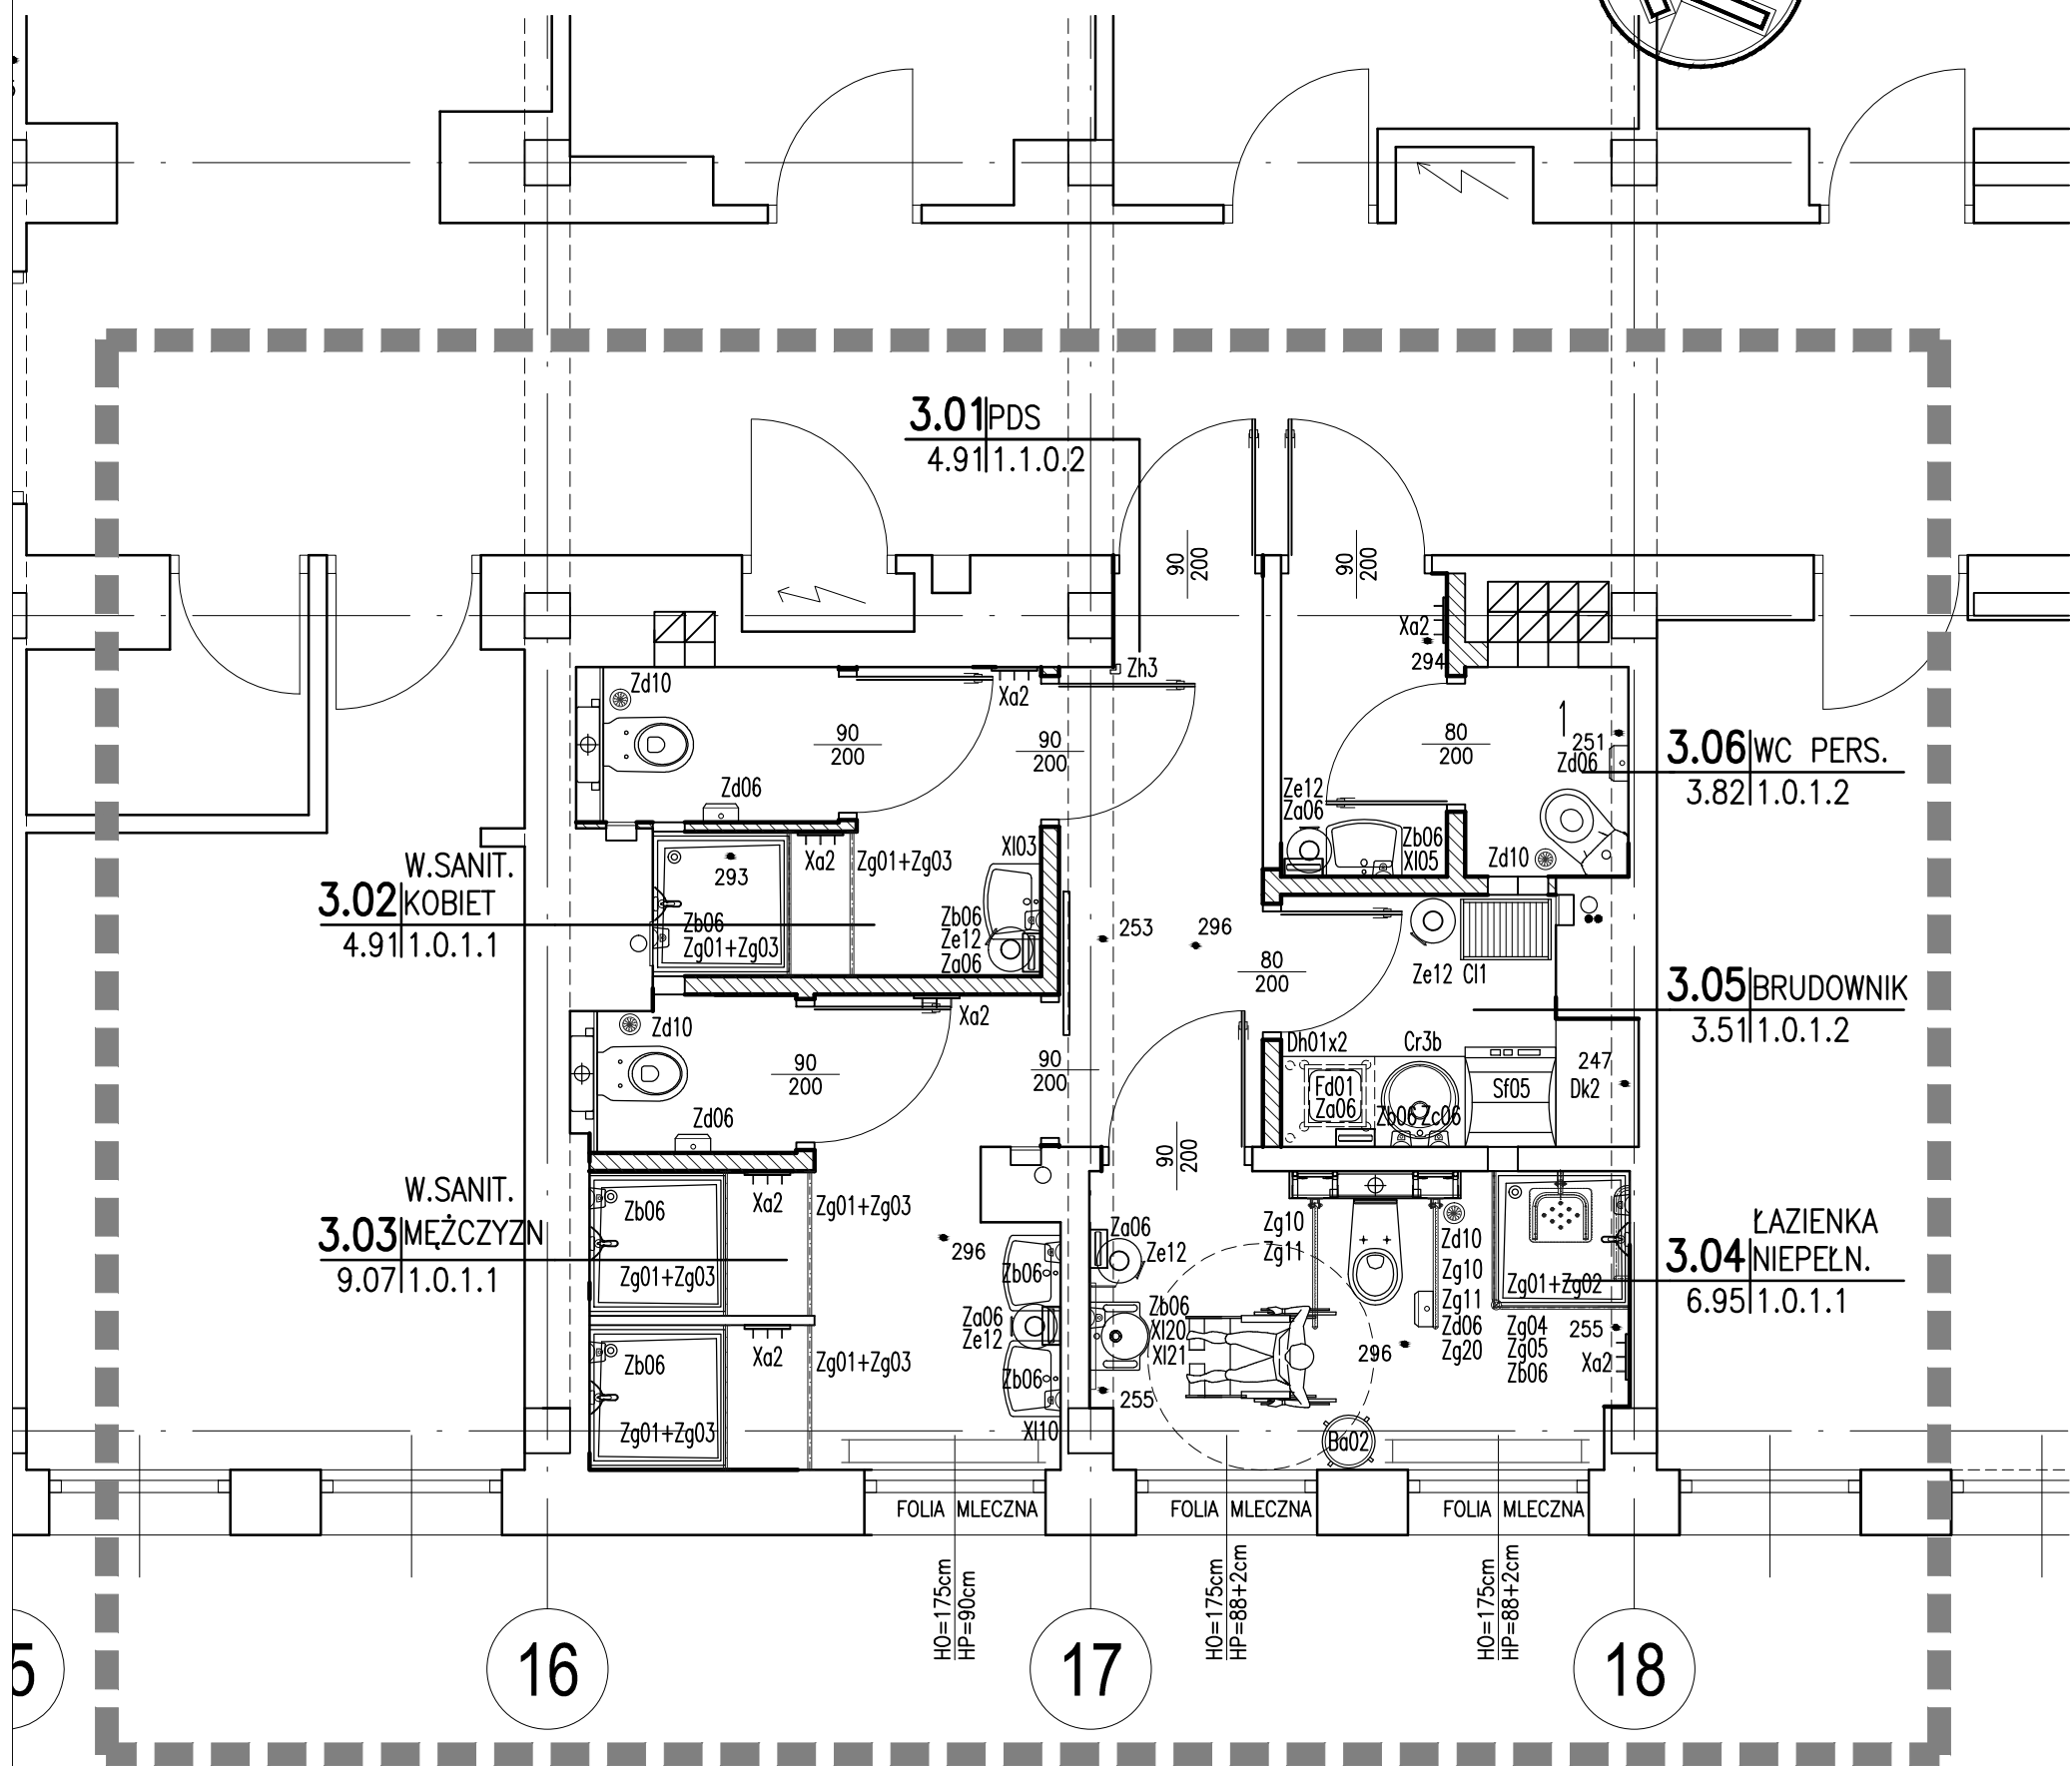 3.01 PDS
4.91 1.1.0.2
90
200
90
200
Xa2
294
Zh3
Zd10
Xa2
90
200
90
200
80
200
1
251
Zd06
3.06 WC PERS.
3.82 1.0.1.2
Zd06
Ze12
Za06
Zb06
Xl05
Zd10
W.SANIT.
3.02 KOBIET
4.91 1.0.1.1
293
Xa2
Zg01+Zg03
Xl03
Zb06
Zg01+Zg03
Zb06
Ze12
Za06
253
296
80
200
Ze12
Cl1
3.05 BRUDOWNIK
3.51 1.0.1.2
Zd10
Xa2
90
200
90
200
Zd06
Dh01x2
Cr3b
Fd01
Za06
Zb06
Zc06
Sf05
247
Dk2
90
200
W.SANIT.
3.03 MĘŻCZYZN
9.07 1.0.1.1
Zb06
Xa2
Zg01+Zg03
Zg01+Zg03
296
Zb06
Za06
Ze12
Zb06
Xl10
Zb06
Xa2
Zg01+Zg03
Zg01+Zg03
Za06
Ze12
Zb06
Xl20
Xl21
255
Zg10
Zg11
Zd10
Zg10
Zg11
Zd06
Zg20
296
Ba02
Zg01+Zg02
Zg04
Zg05
Zb06
255
Xa2
ŁAZIENKA
3.04 NIEPEŁN.
6.95 1.0.1.1
FOLIA MLECZNA
FOLIA MLECZNA
FOLIA MLECZNA
HO=175cm
HP=90cm
HO=175cm
HP=88+2cm
HO=175cm
HP=88+2cm
5
16
17
18